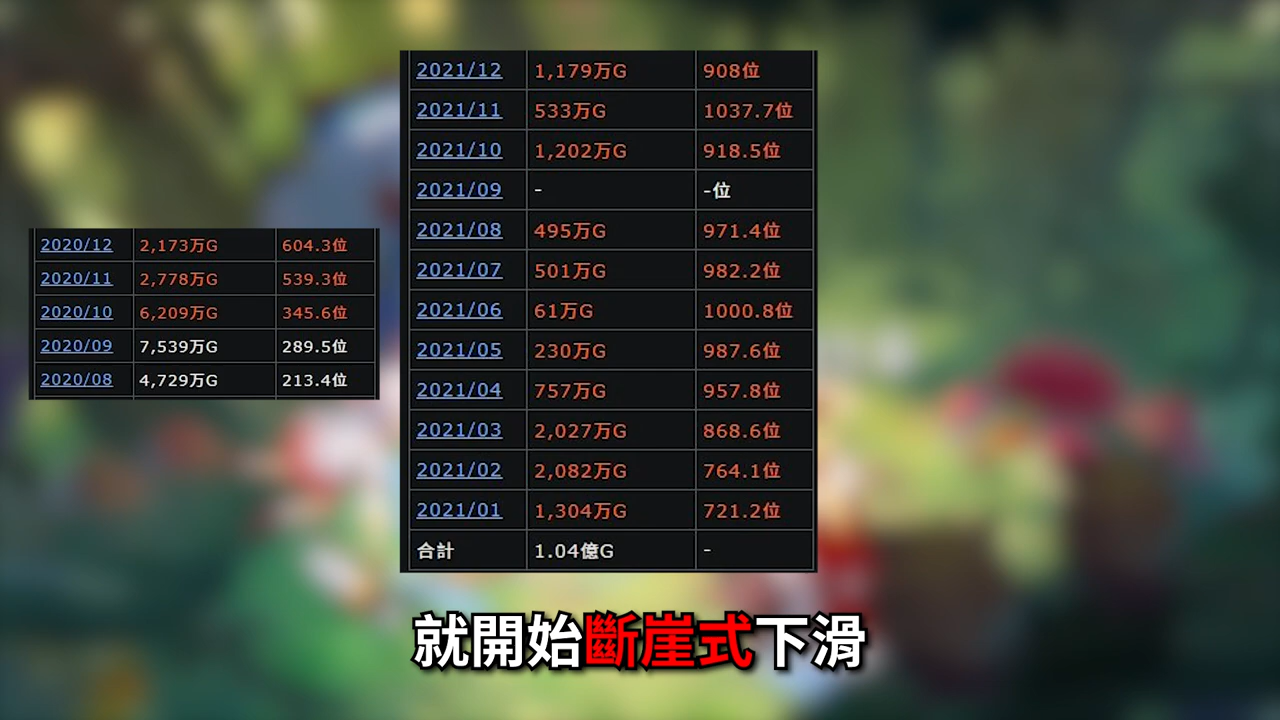 2020/12 2,173万G 604.3位
2020/11 2,778万G 539.3位
2020/10 6,209万G 345.6位
2020/09 7,539万G 289.5位
2020/08 4,729万G 213.4位
2021/12 1,179万G 908位
2021/11 533万G 1037.7位
2021/10 1,202万G 918.5位
2021/09 - -位
2021/08 495万G 971.4位
2021/07 501万G 982.2位
2021/06 61万G 1000.8位
2021/05 230万G 987.6位
2021/04 757万G 957.8位
2021/03 2,027万G 868.6位
2021/02 2,082万G 764.1位
2021/01 1,304万G 721.2位
合計 1.04億G -
就開始斷崖式下滑